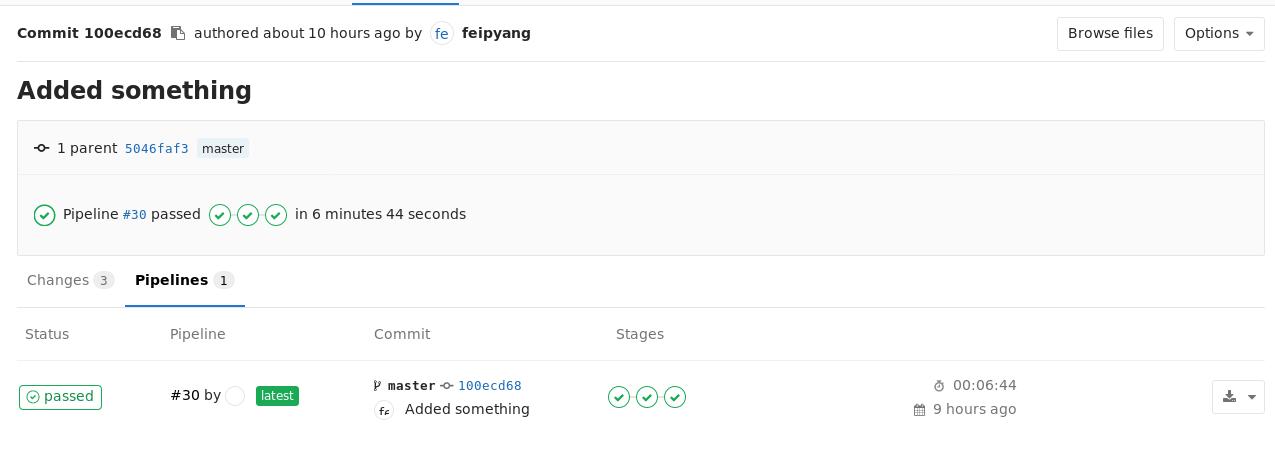 Commit 100ecd68 authored about 10 hours ago by fe feipyang Browse files Options
Added something
1 parent 5046faf3 master
Pipeline #30 passed in 6 minutes 44 seconds
Changes 3 Pipelines 1
Status Pipeline Commit Stages
passed #30 by latest master 100ecd68 00:06:44
fe Added something 9 hours ago